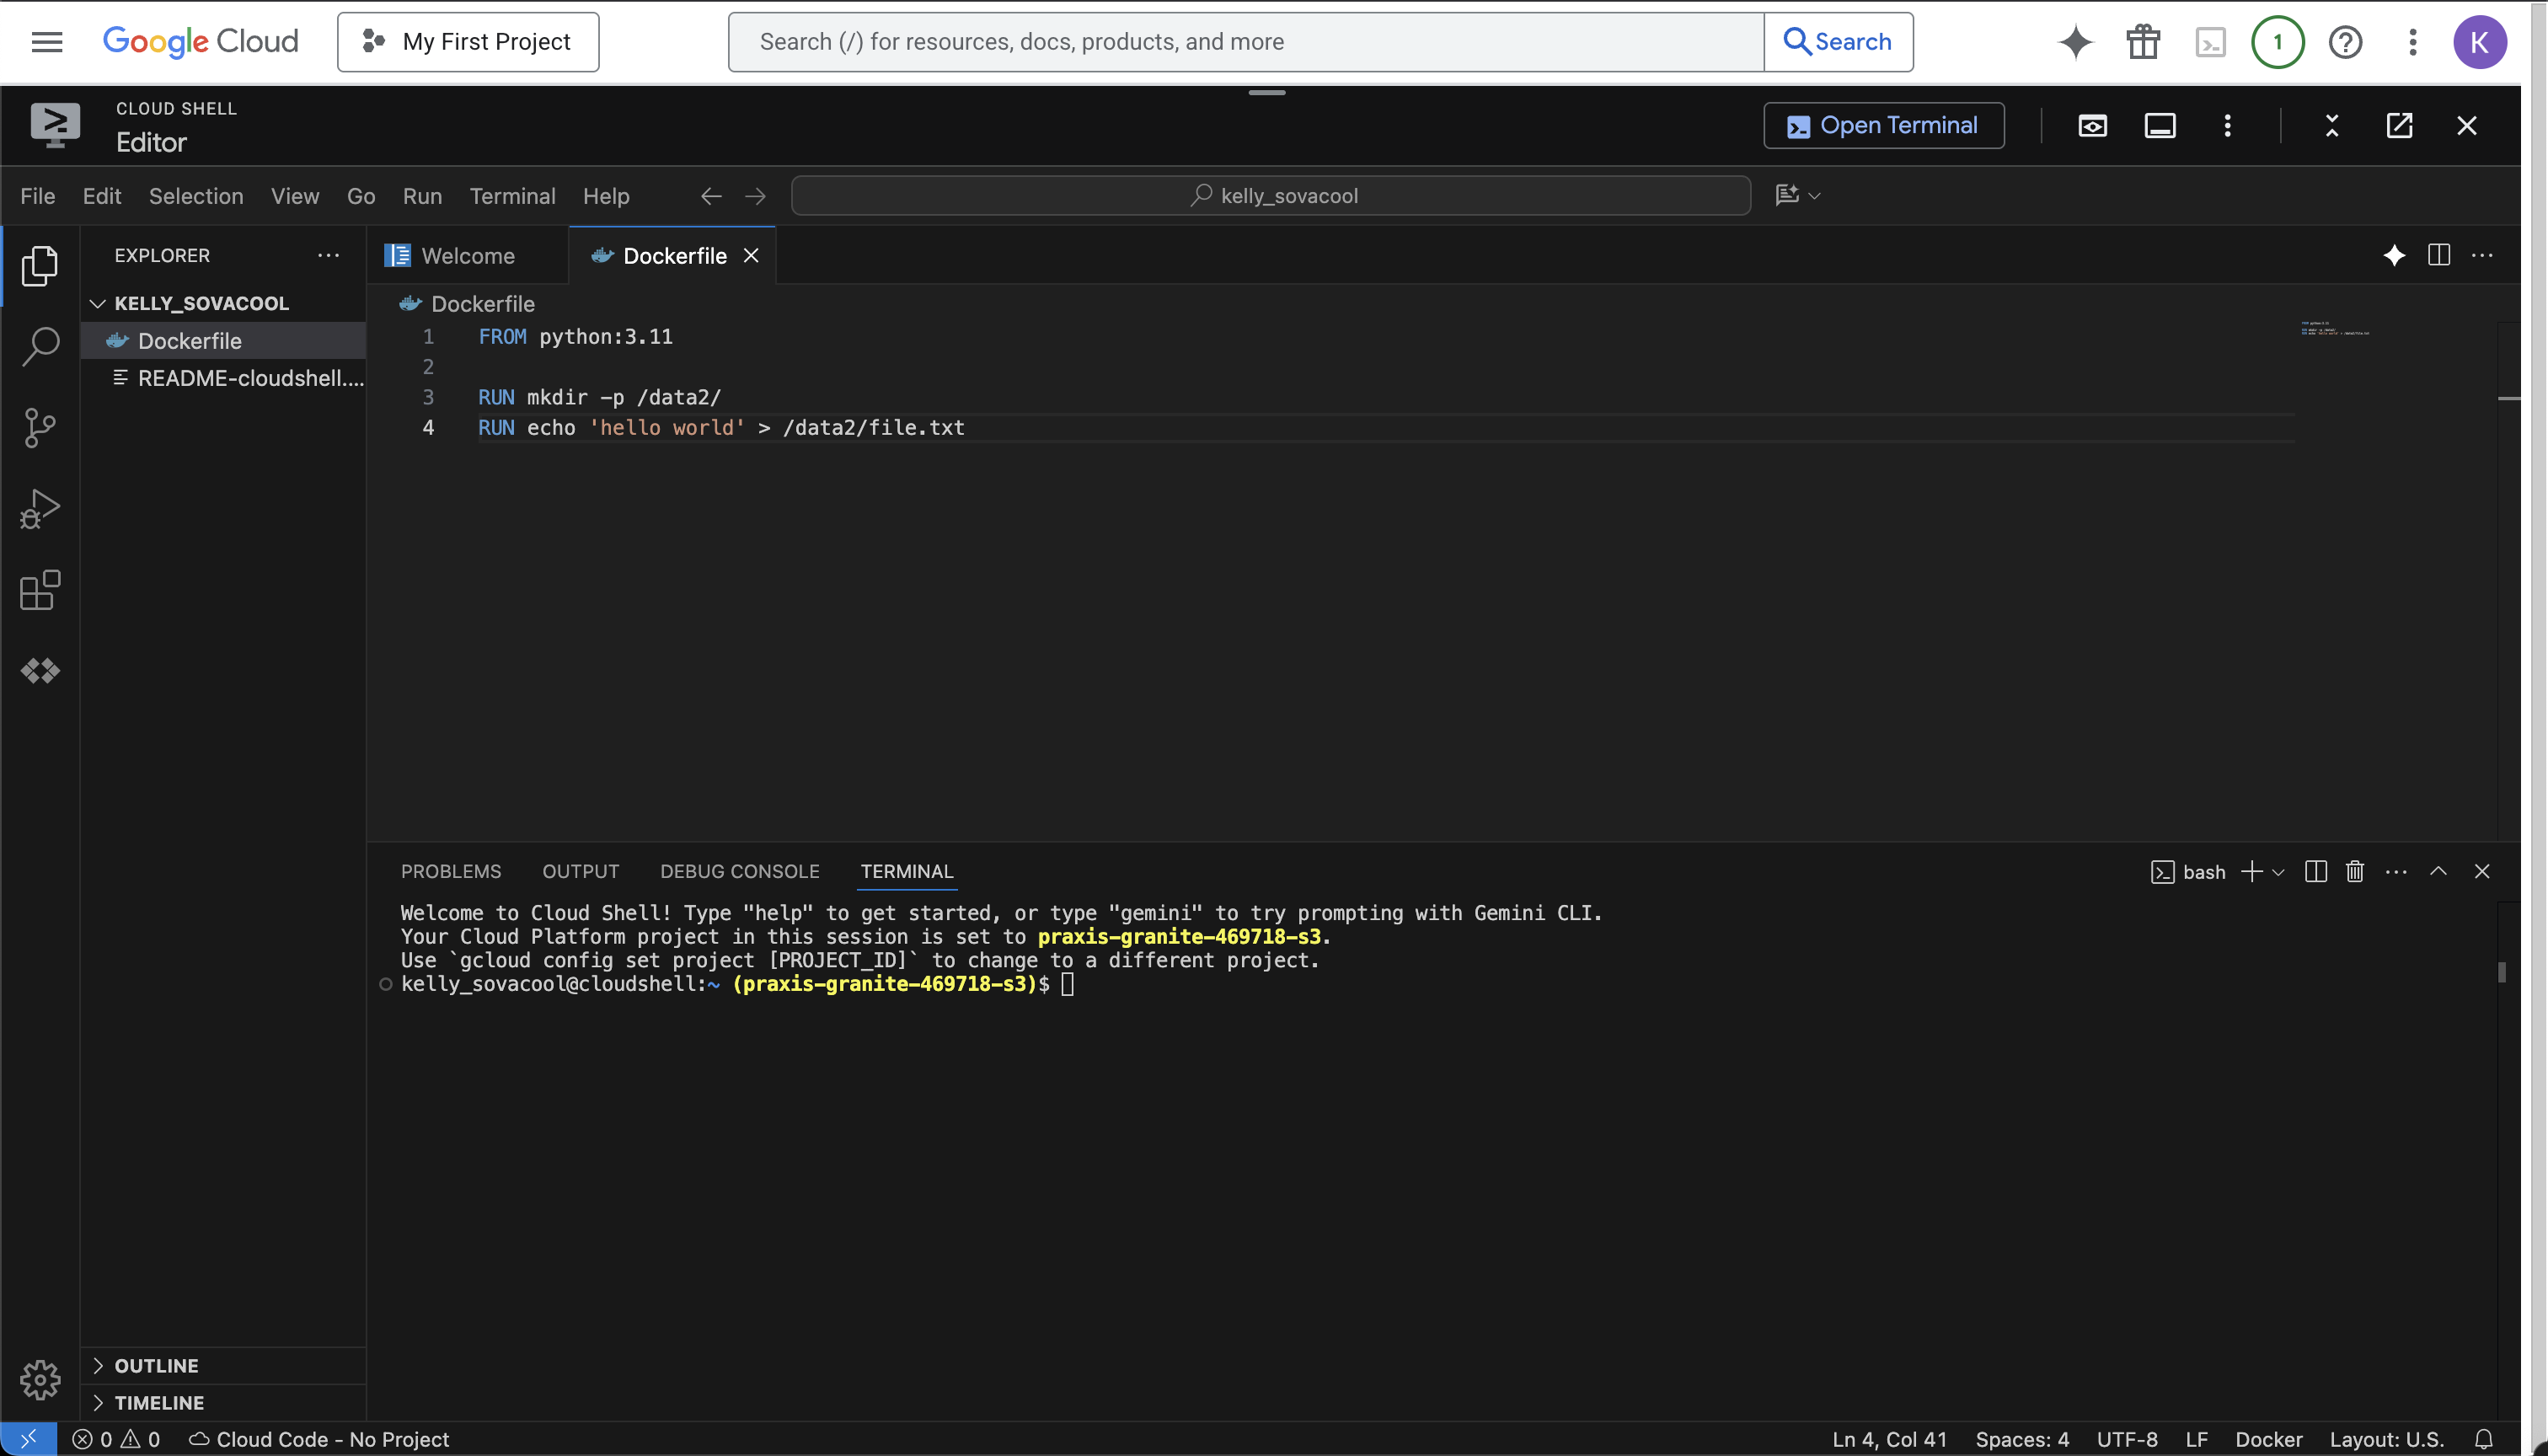 Google Cloud
My First Project
Search (/) for resources, docs, products, and more
Search
1
K
CLOUD SHELL
Editor
Open Terminal
File Edit Selection View Go Run Terminal Help
kelly_sovacool
EXPLORER
KELLY_SOVACOOL
Dockerfile
README-cloudshell....
OUTLINE
TIMELINE
Welcome
Dockerfile
Dockerfile
1 FROM python:3.11
2
3 RUN mkdir -p /data2/
4 RUN echo 'hello world' > /data2/file.txt
PROBLEMS OUTPUT DEBUG CONSOLE TERMINAL
bash
Welcome to Cloud Shell! Type "help" to get started, or type "gemini" to try prompting with Gemini CLI.
Your Cloud Platform project in this session is set to praxis-granite-469718-s3.
Use `gcloud config set project [PROJECT_ID]` to change to a different project.
kelly_sovacool@cloudshell:~ (praxis-granite-469718-s3)$
0 0 Cloud Code - No Project
Ln 4, Col 41 Spaces: 4 UTF-8 LF Docker Layout: U.S.